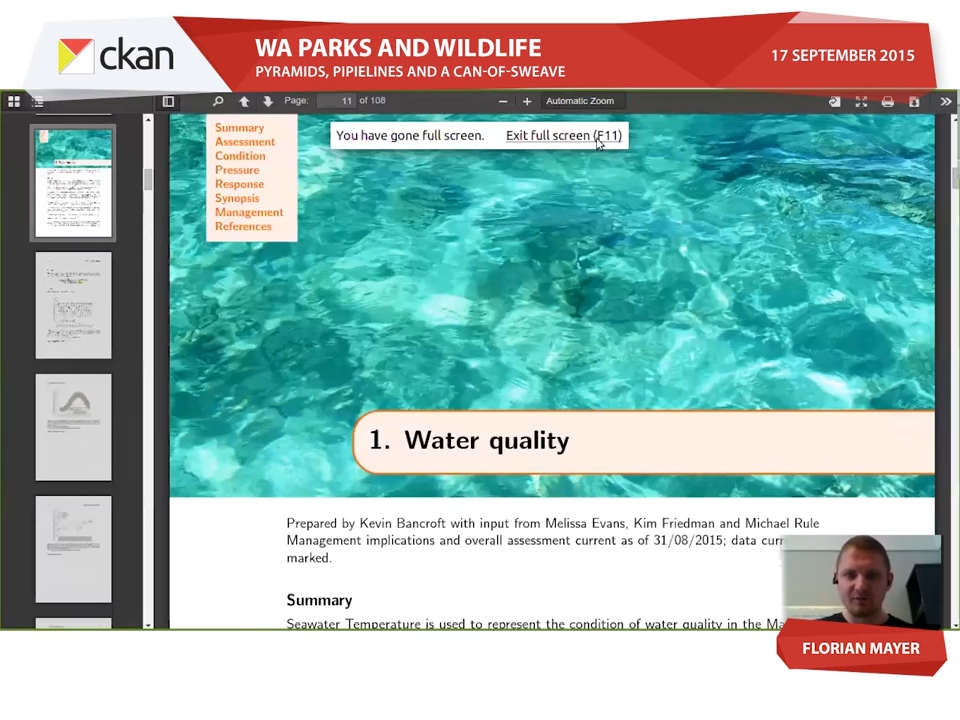 ckan
WA PARKS AND WILDLIFE
PYRAMIDS, PIPIELINES AND A CAN-OF-SWEAVE
17 SEPTEMBER 2015
Page: 11 of 108
Automatic Zoom
You have gone full screen. Exit full screen (F11)
Summary
Assessment
Condition
Pressure
Response
Synopsis
Management
References
1. Water quality
Prepared by Kevin Bancroft with input from Melissa Evans, Kim Friedman and Michael Rule
Management implications and overall assessment current as of 31/08/2015; data
marked.
Summary
Seawater Temperature is used to represent the condition of water quality in the
FLORIAN MAYER